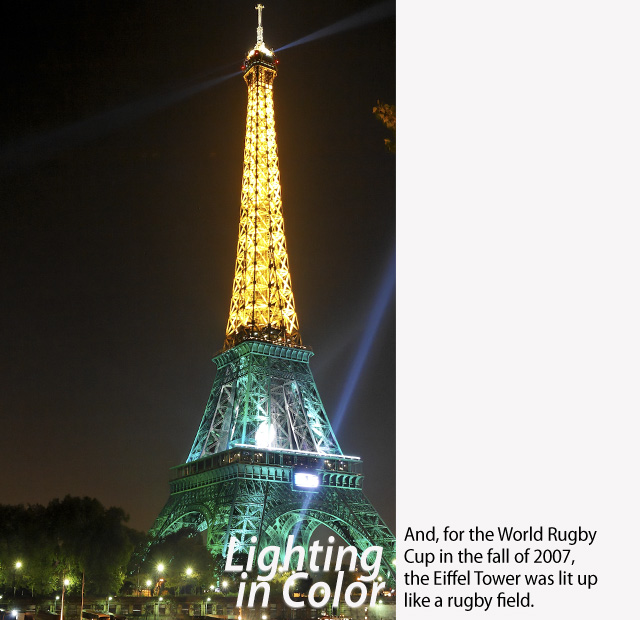 Lighting
in Color
And, for the World Rugby
Cup in the fall of 2007,
the Eiffel Tower was lit up
like a rugby field.